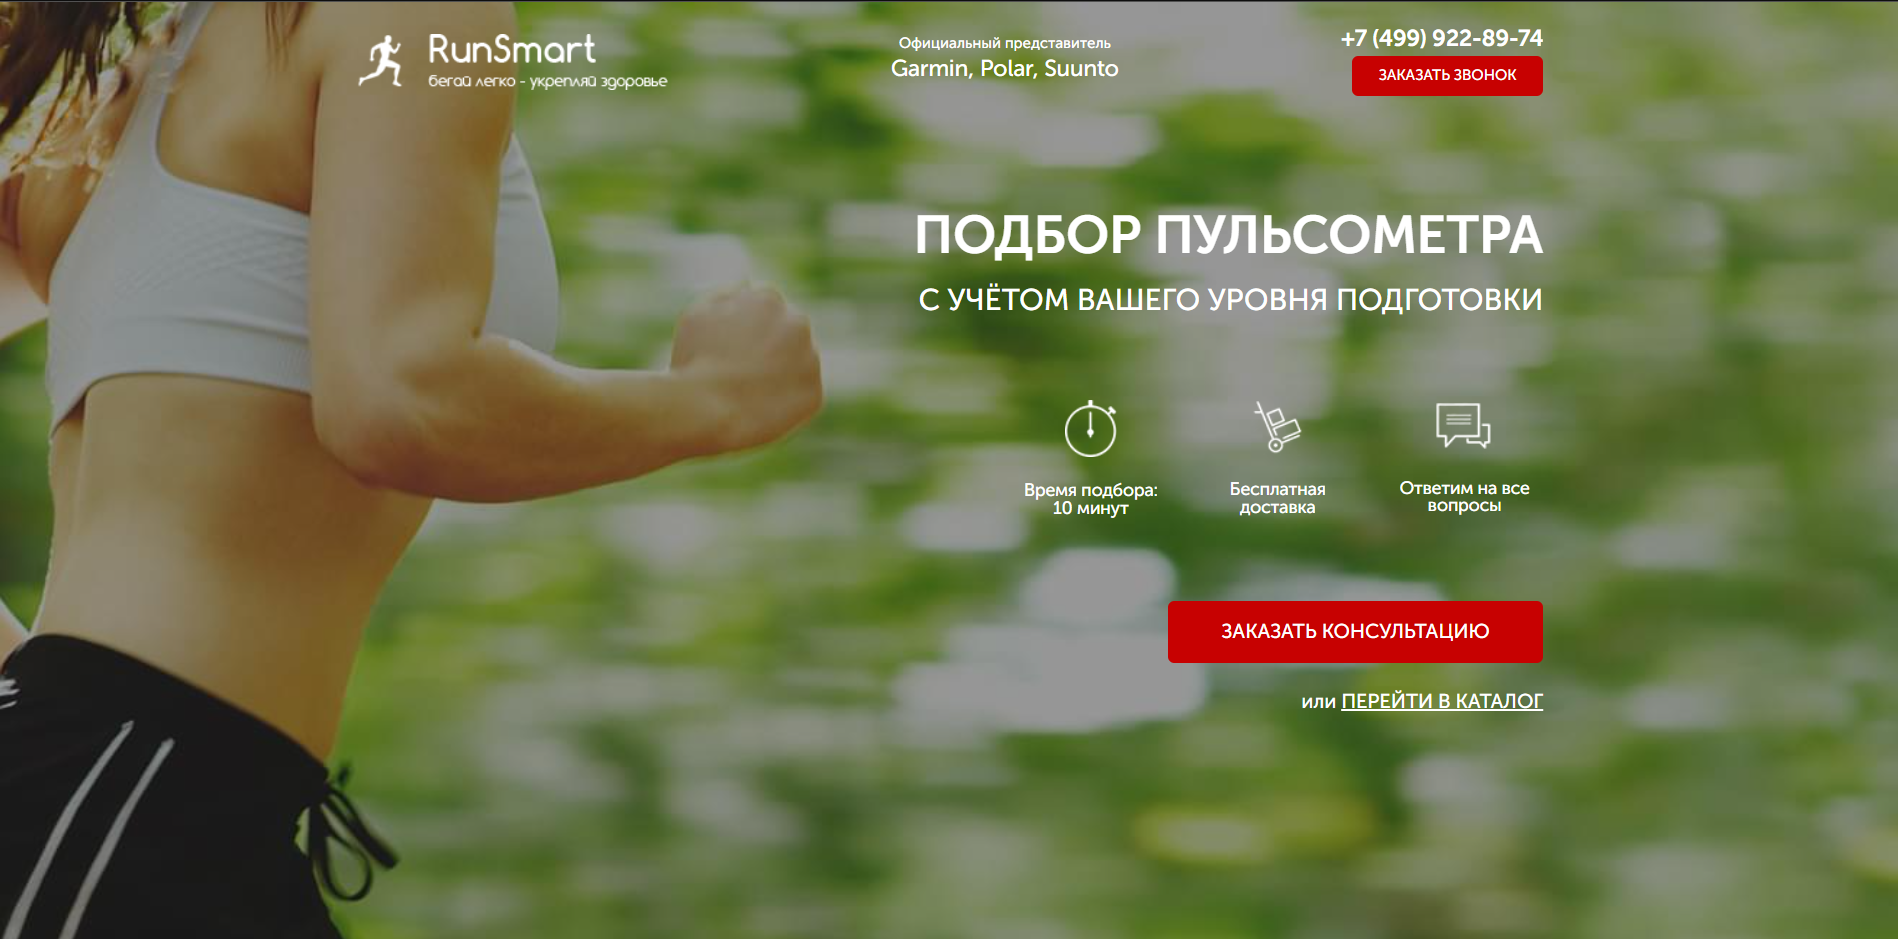 RunSmart
бегай легко - укрепляй здоровье
Официальный представитель
Garmin, Polar, Suunto
+7 (499) 922-89-74
ЗАКАЗАТЬ ЗВОНОК
ПОДБОР ПУЛЬСОМЕТРА
С УЧЁТОМ ВАШЕГО УРОВНЯ ПОДГОТОВКИ
Время подбора:
10 минут
Бесплатная
доставка
Ответим на все
вопросы
ЗАКАЗАТЬ КОНСУЛЬТАЦИЮ
или ПЕРЕЙТИ В КАТАЛОГ